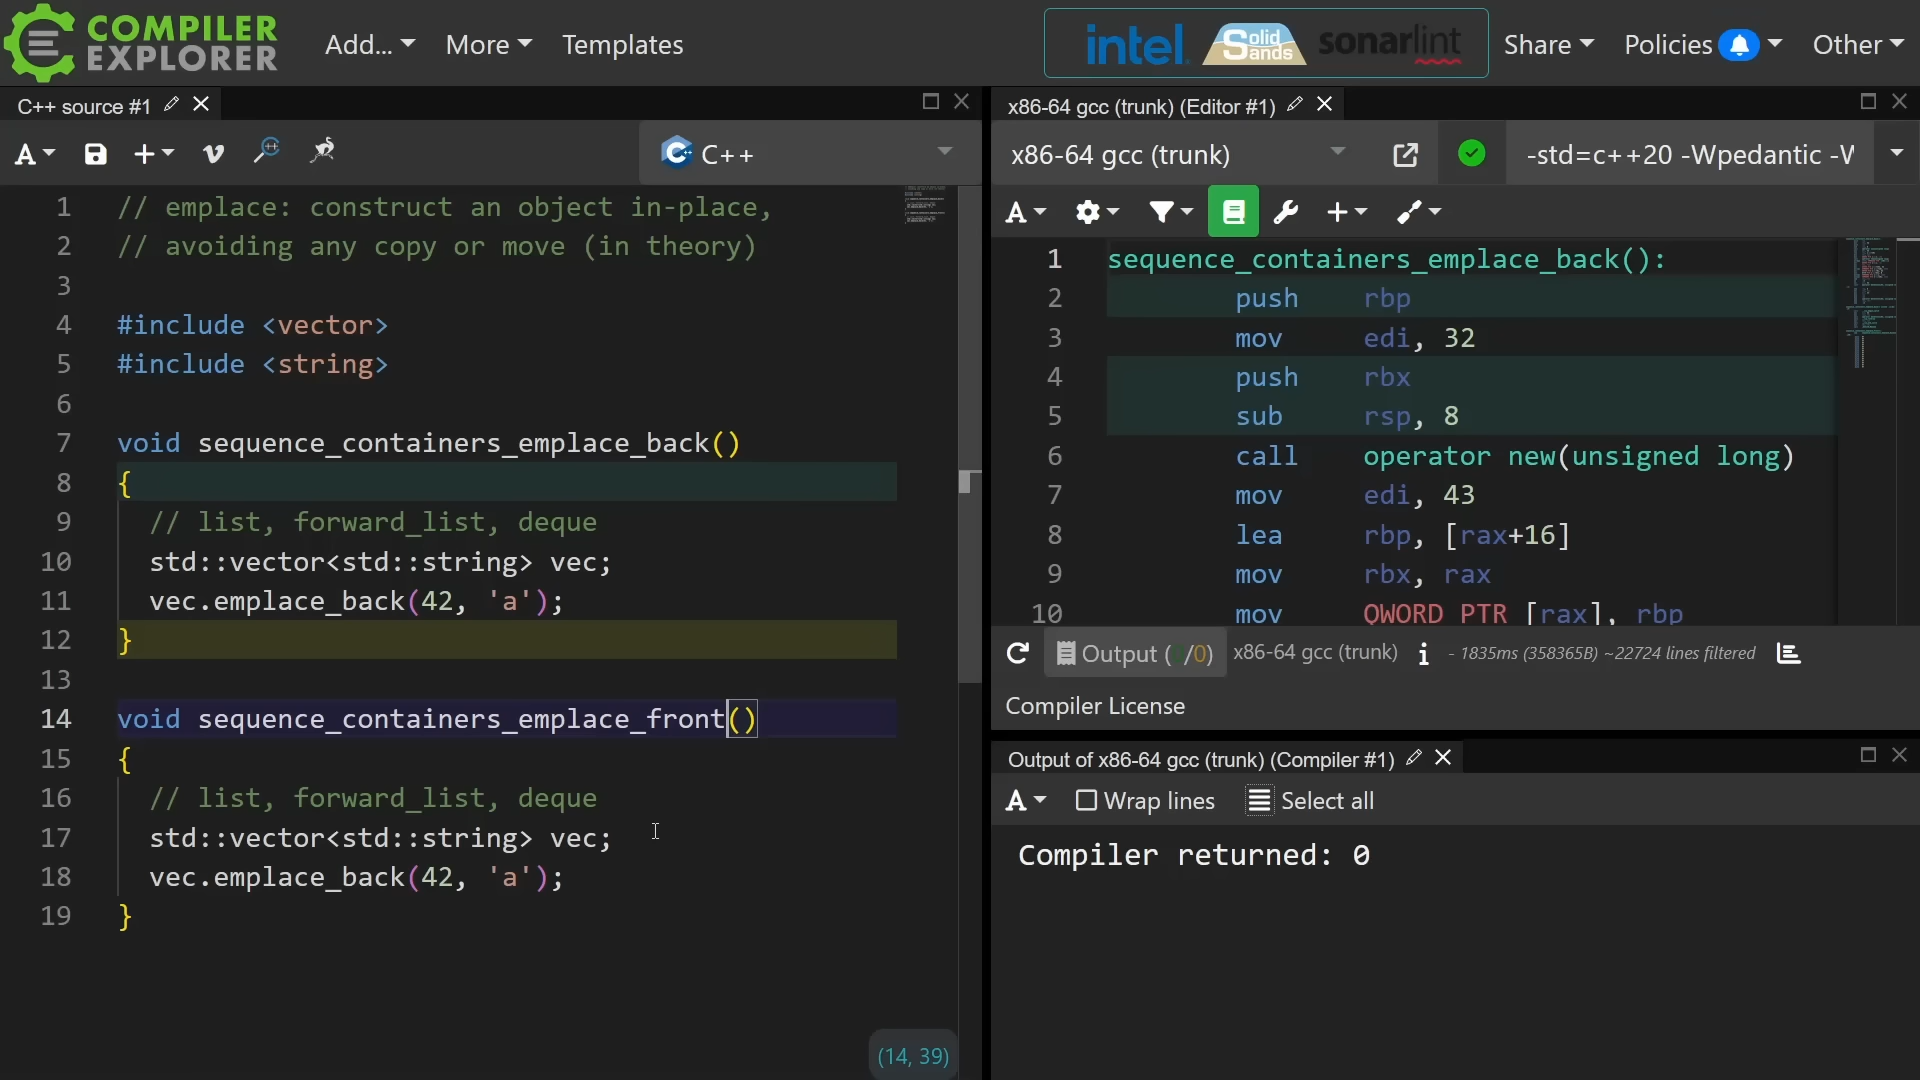 COMPILER
EXPLORER
Add...
More
Templates
intel.
Solid
Sands
sonarlint
Share
Policies
Other
C++ source #1
A
C++
1 // emplace: construct an object in-place,
2 // avoiding any copy or move (in theory)
3
4 #include <vector>
5 #include <string>
6
7 void sequence_containers_emplace_back()
8 {
9 // list, forward_list, deque
10 std::vector<std::string> vec;
11 vec.emplace_back(42, 'a');
12 }
13
14 void sequence_containers_emplace_front()
15 {
16 // list, forward_list, deque
17 std::vector<std::string> vec;
18 vec.emplace_back(42, 'a');
19 }
(14, 39)
x86-64 gcc (trunk) (Editor #1)
x86-64 gcc (trunk)
-std=c++20 -Wpedantic -W
A
1 sequence_containers_emplace_back():
2 push rbp
3 mov edi, 32
4 push rbx
5 sub rsp, 8
6 call operator new(unsigned long)
7 mov edi, 43
8 lea rbp, [rax+16]
9 mov rbx, rax
10 mov QWORD PTR [rax], rbp
Output ( /0) x86-64 gcc (trunk) i - 1835ms (358365B) ~22724 lines filtered
Compiler License
Output of x86-64 gcc (trunk) (Compiler #1)
A Wrap lines Select all
Compiler returned: 0